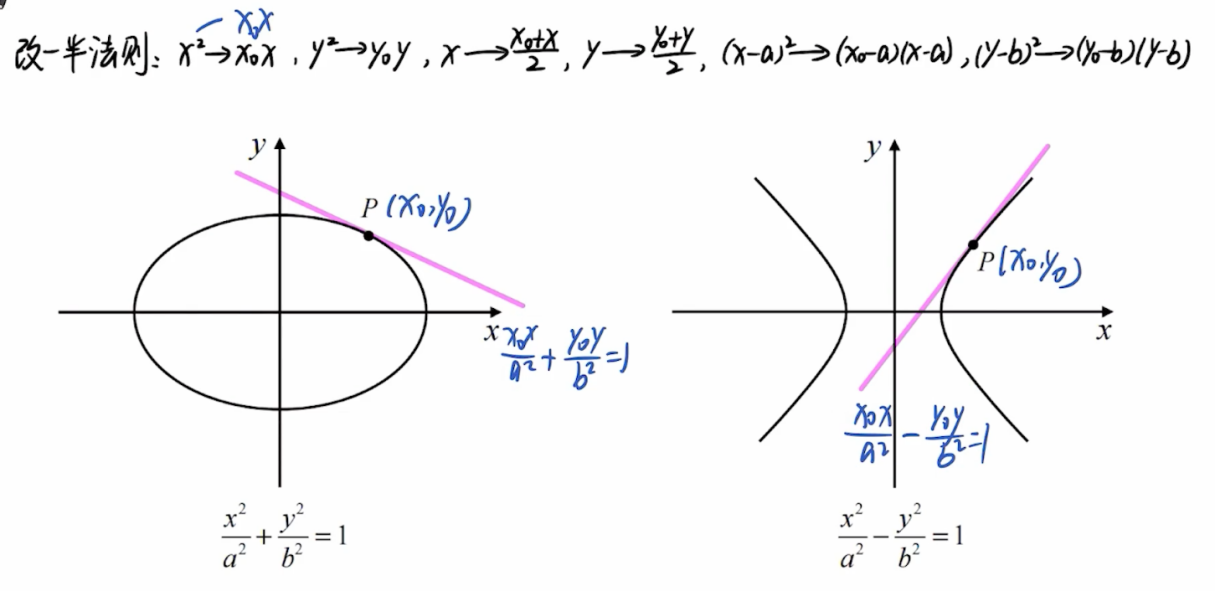 x₀x
改一半法则: x²→x₀x, y²→y₀y, x→(x₀+x)/2, y→(y₀+y)/2, (x-a)²→(x₀-a)(x-a), (y-b)²→(y₀-b)(y-b)
y
P (x₀,y₀)
x
x₀x/a² + y₀y/b² = 1
x²/a² + y²/b² = 1
y
P(x₀,y₀)
x
x₀x/a² - y₀y/b² = 1
x²/a² - y²/b² = 1